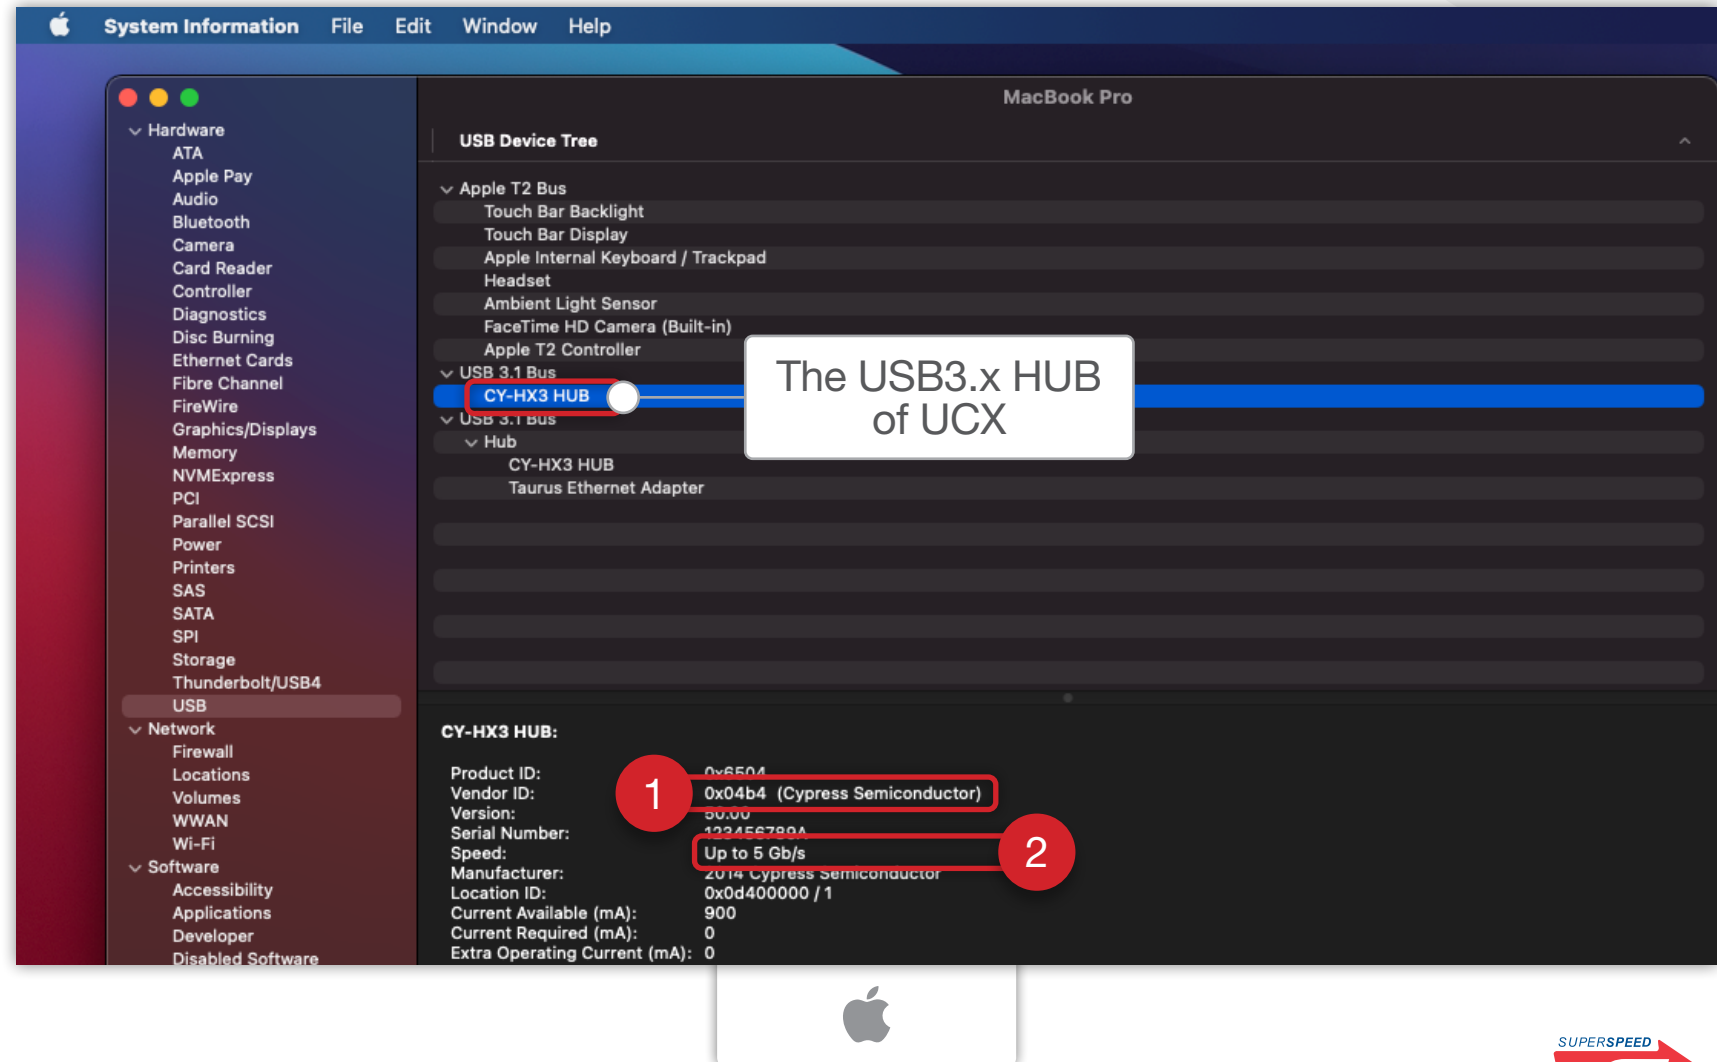 System Information File Edit Window Help
MacBook Pro
Hardware
ATA
Apple Pay
Audio
Bluetooth
Camera
Card Reader
Controller
Diagnostics
Disc Burning
Ethernet Cards
Fibre Channel
FireWire
Graphics/Displays
Memory
NVMExpress
PCI
Parallel SCSI
Power
Printers
SAS
SATA
SPI
Storage
Thunderbolt/USB4
USB
Network
Firewall
Locations
Volumes
WWAN
Wi-Fi
Software
Accessibility
Applications
Developer
Disabled Software
USB Device Tree
Apple T2 Bus
Touch Bar Backlight
Touch Bar Display
Apple Internal Keyboard / Trackpad
Headset
Ambient Light Sensor
FaceTime HD Camera (Built-in)
Apple T2 Controller
USB 3.1 Bus
CY-HX3 HUB
USB 3.1 Bus
Hub
CY-HX3 HUB
Taurus Ethernet Adapter
The USB3.x HUB
of UCX
CY-HX3 HUB:
Product ID: 0x6504
1
Vendor ID: 0x04b4 (Cypress Semiconductor)
Version: 50.00
Serial Number: 123456789A
Speed: Up to 5 Gb/s
2
Manufacturer: 2014 Cypress Semiconductor
Location ID: 0x0d400000 / 1
Current Available (mA): 900
Current Required (mA): 0
Extra Operating Current (mA): 0
SUPERSPEED